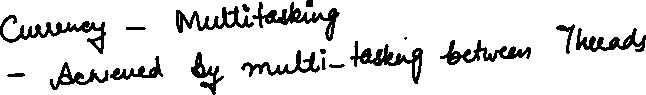 Currency - Multitasking
- Achieved by multi-tasking between Threads